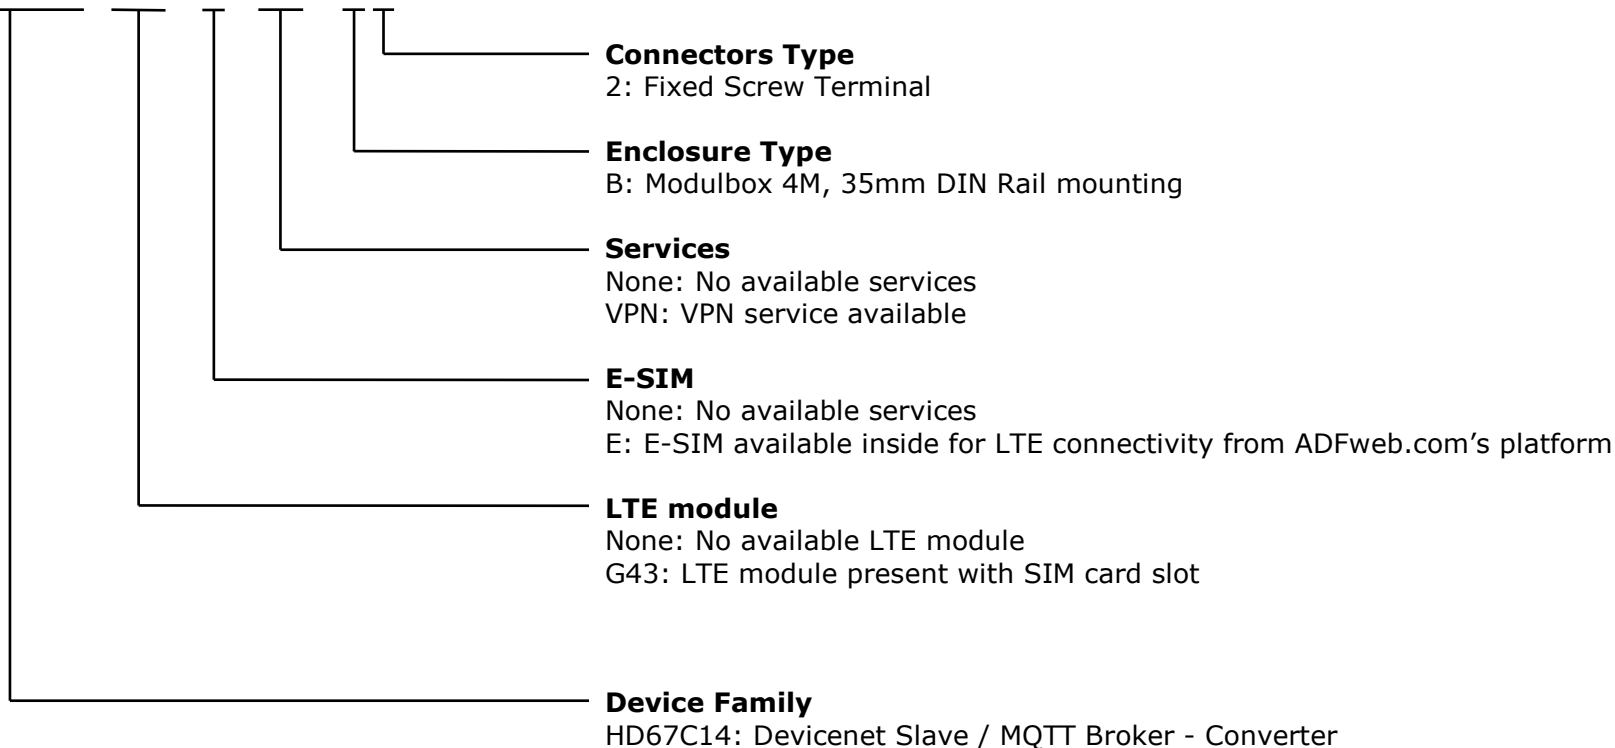 Connectors Type
2: Fixed Screw Terminal
Enclosure Type
B: Modulbox 4M, 35mm DIN Rail mounting
Services
None: No available services
VPN: VPN service available
E-SIM
None: No available services
E: E-SIM available inside for LTE connectivity from ADFweb.com’s platform
LTE module
None: No available LTE module
G43: LTE module present with SIM card slot
Device Family
HD67C14: Devicenet Slave / MQTT Broker - Converter